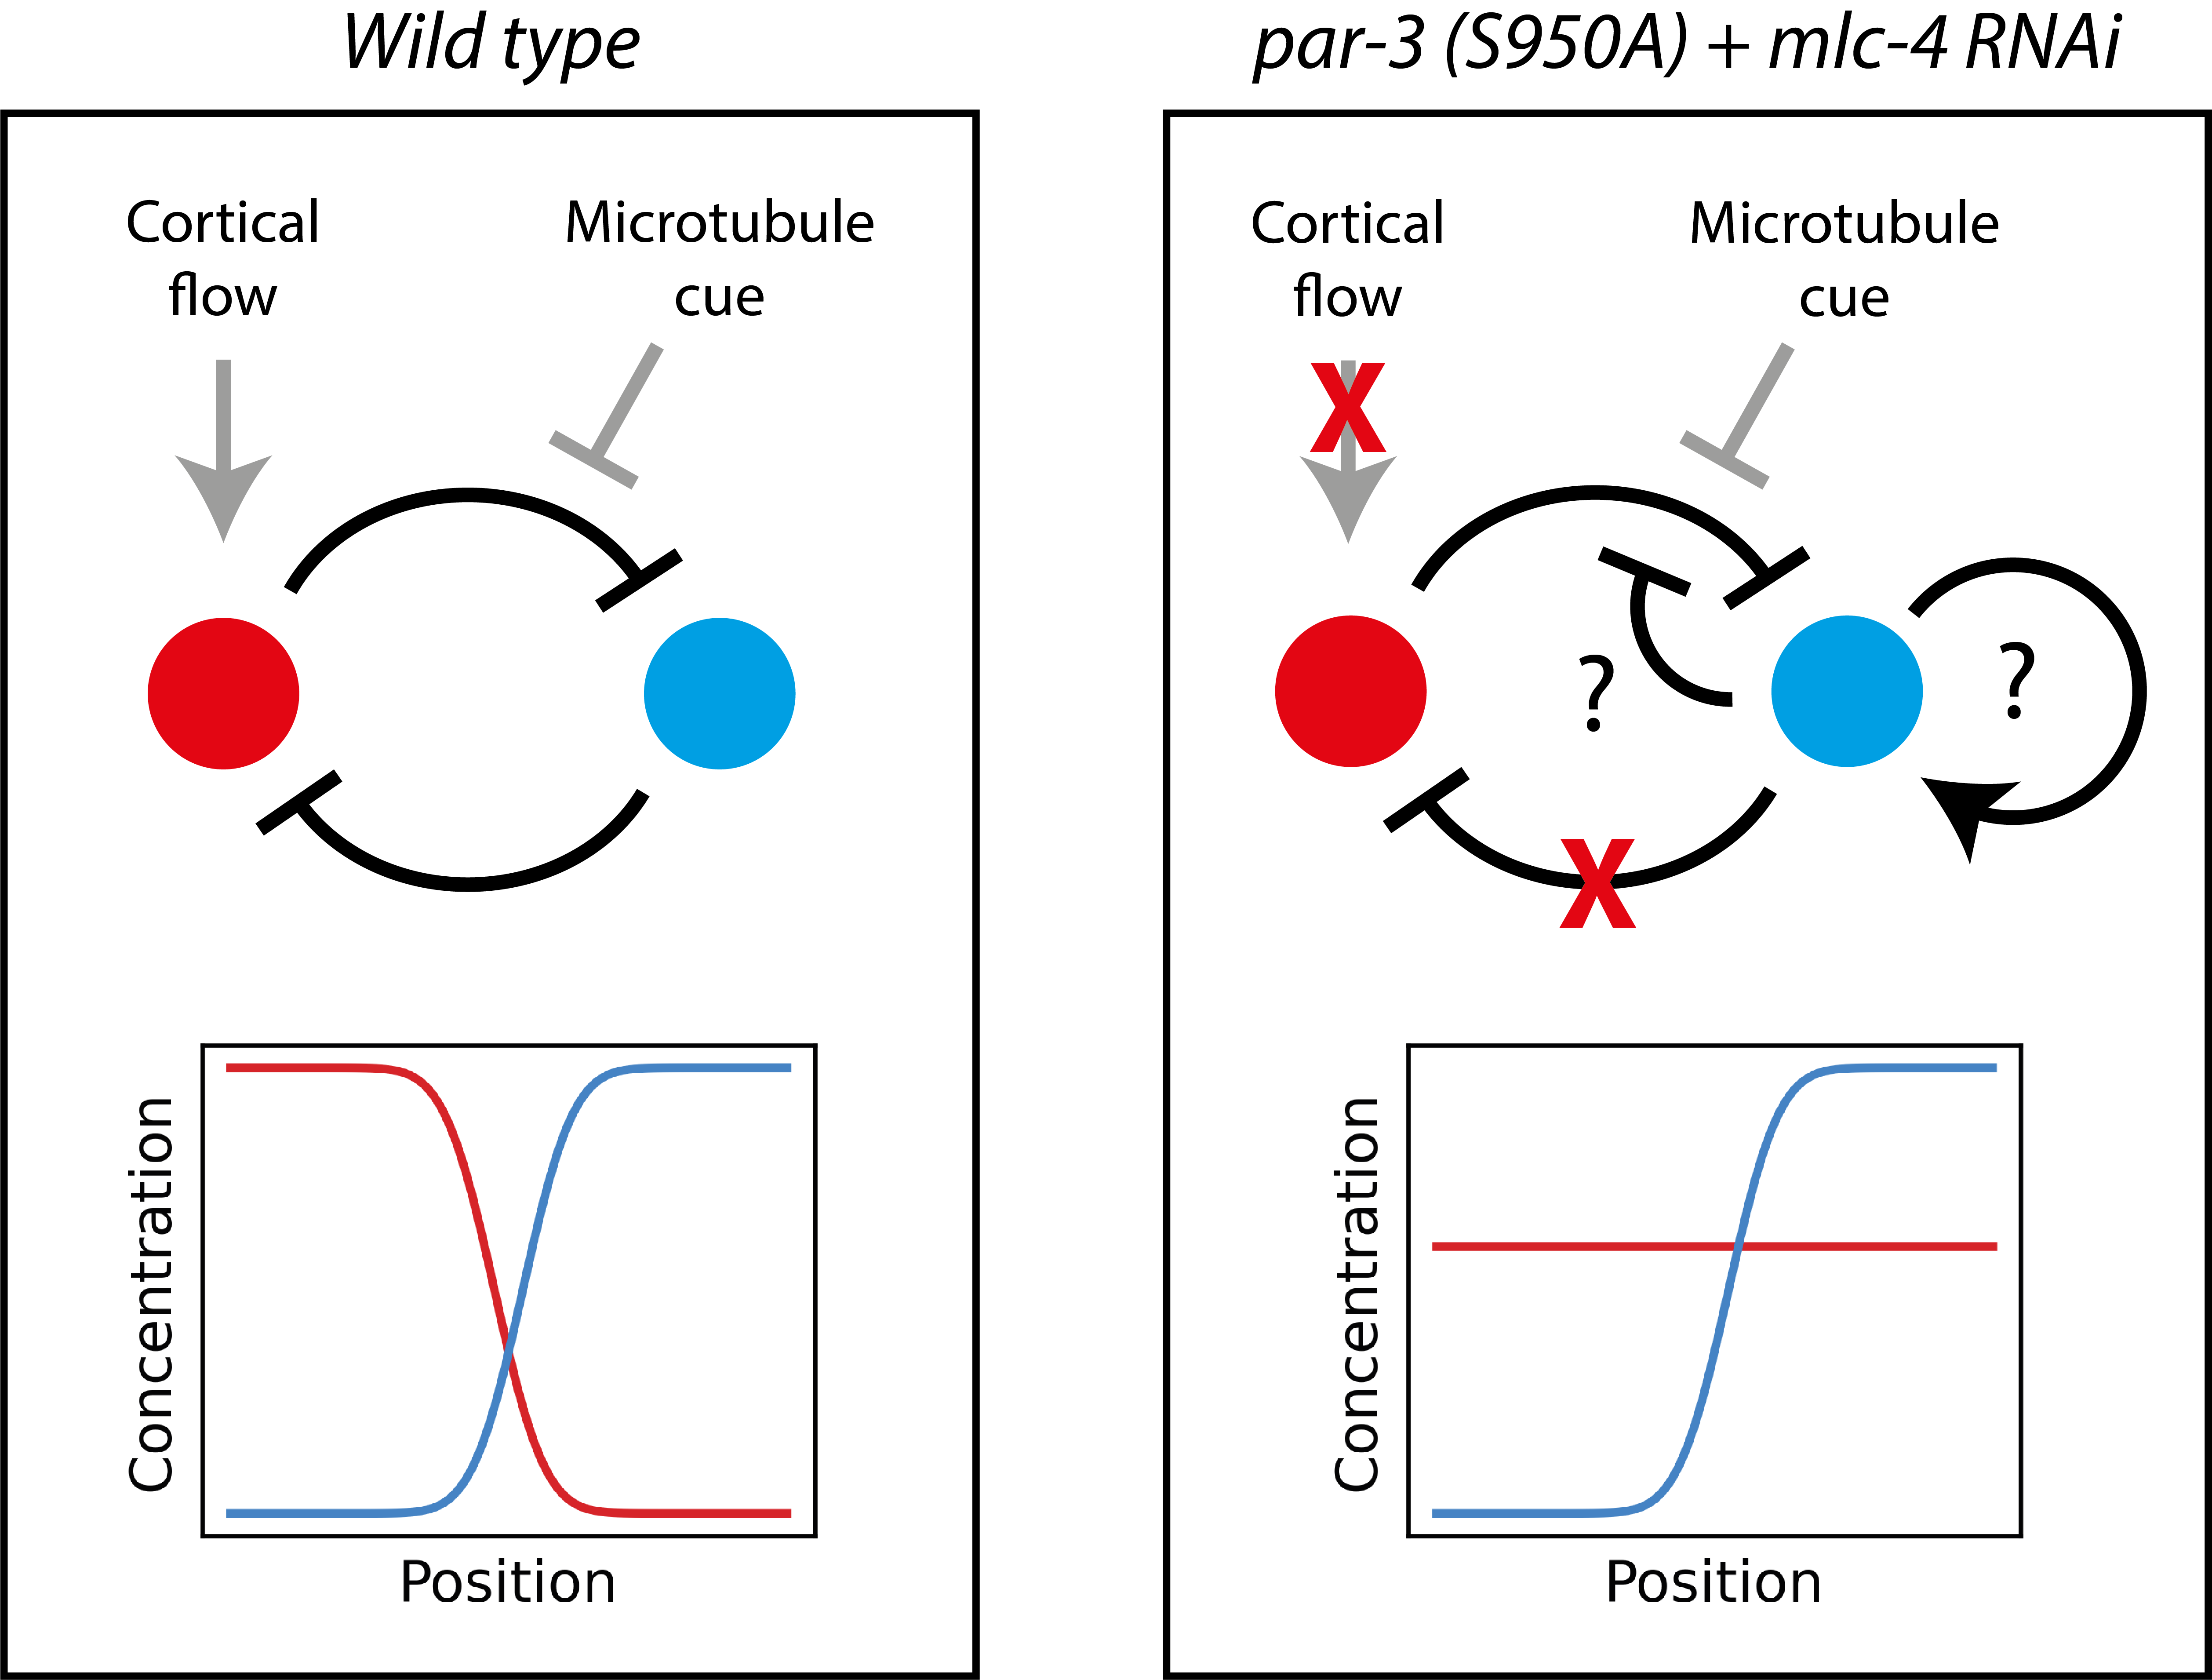 Wild type
Cortical
flow
Microtubule
cue
Concentration
Position
par-3 (S950A) + mlc-4 RNAi
Cortical
flow
X
Microtubule
cue
?
?
X
Concentration
Position